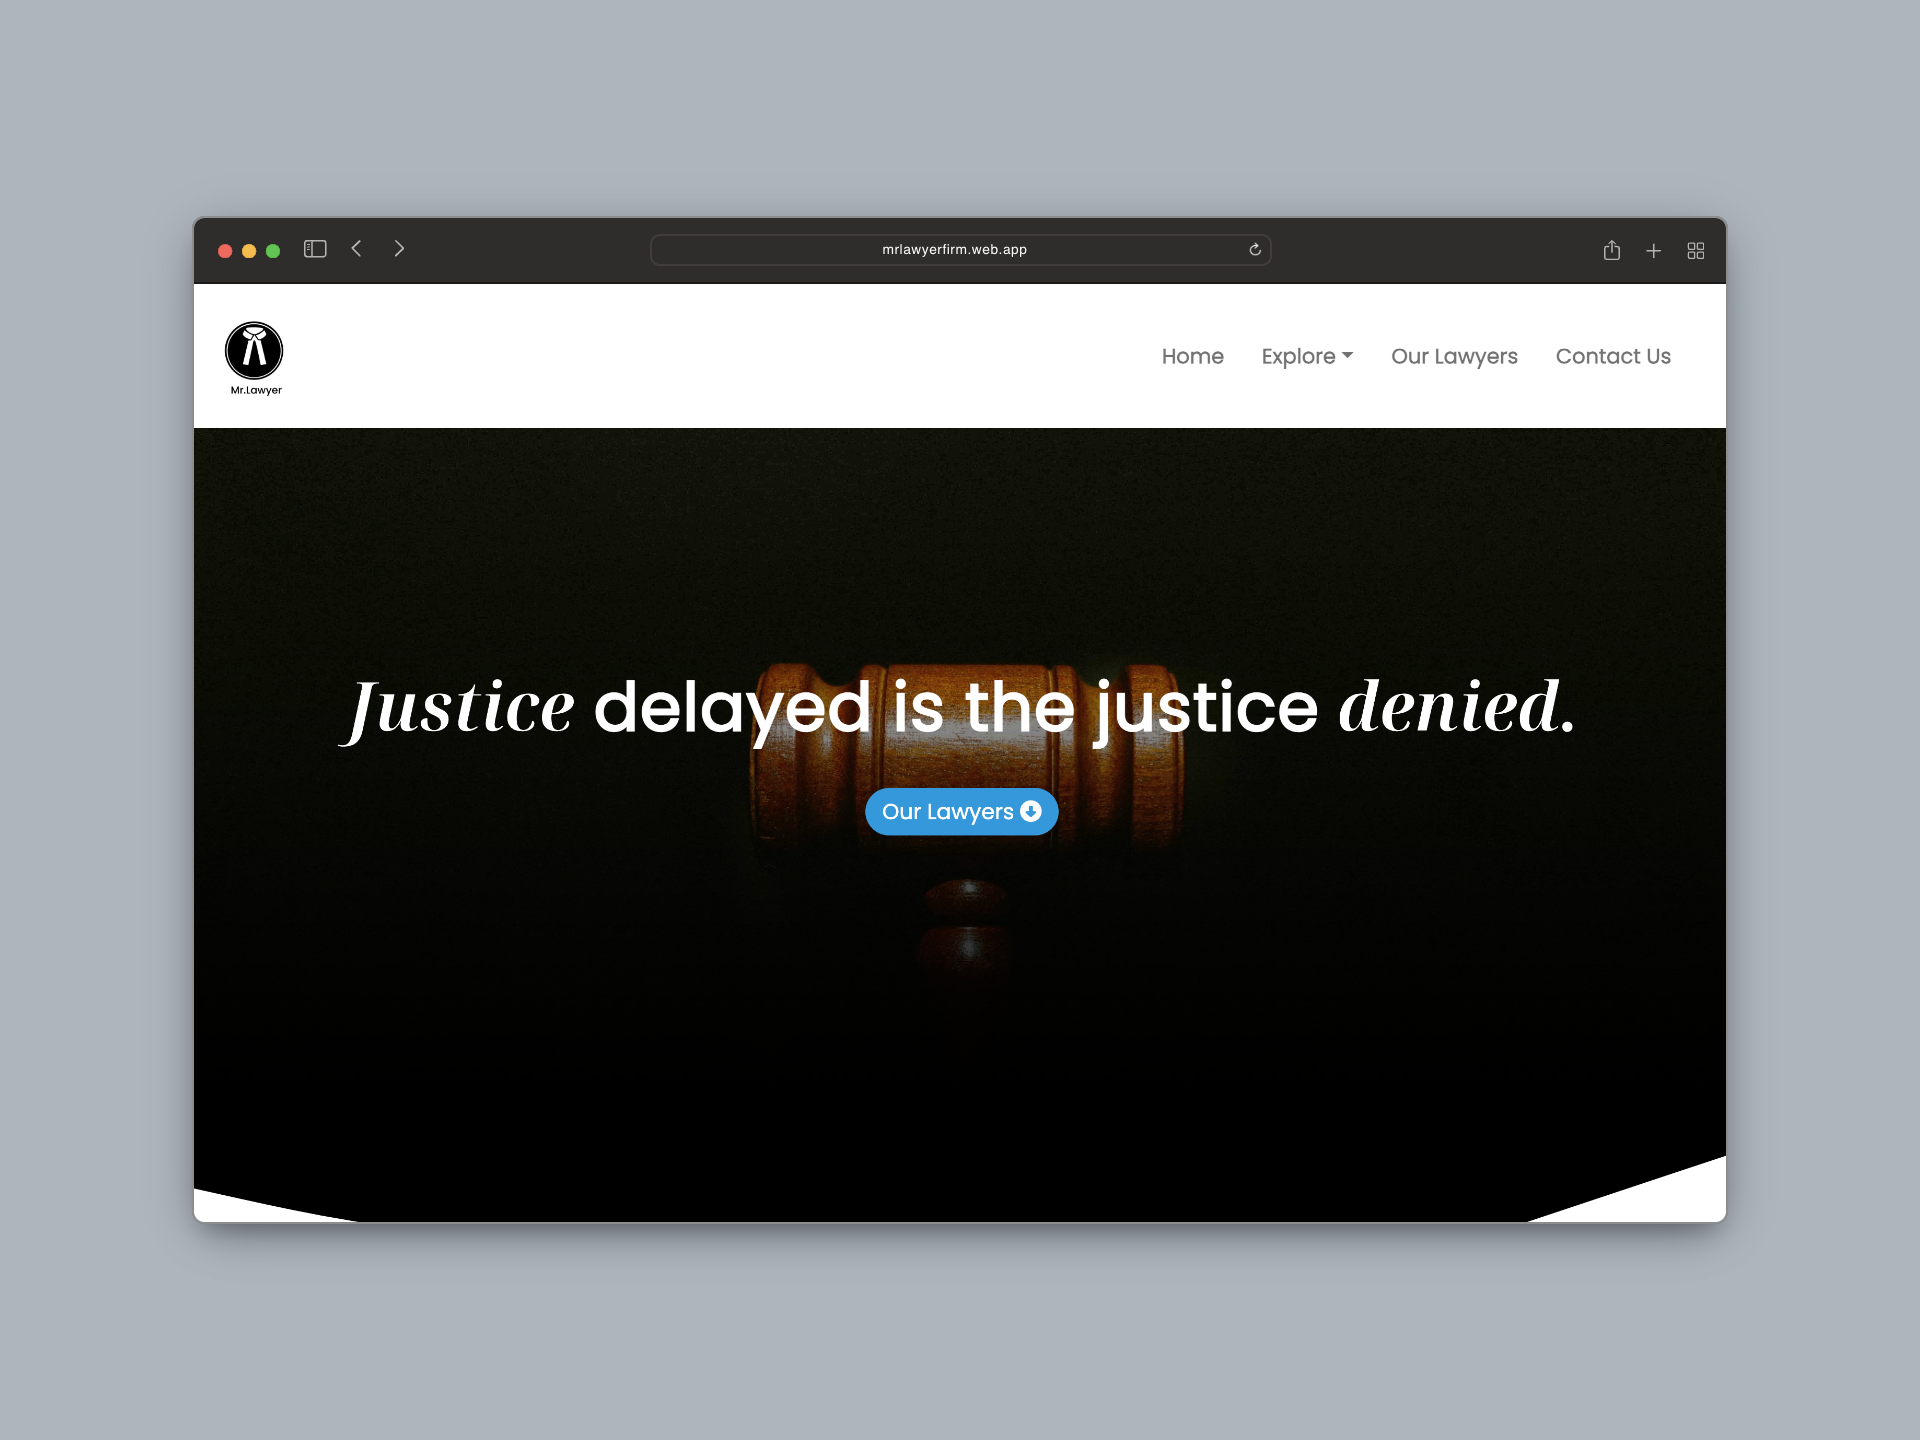 mrlawyerfirm.web.app
Mr.Lawyer
Home Explore Our Lawyers Contact Us
Justice delayed is the justice denied.
Our Lawyers